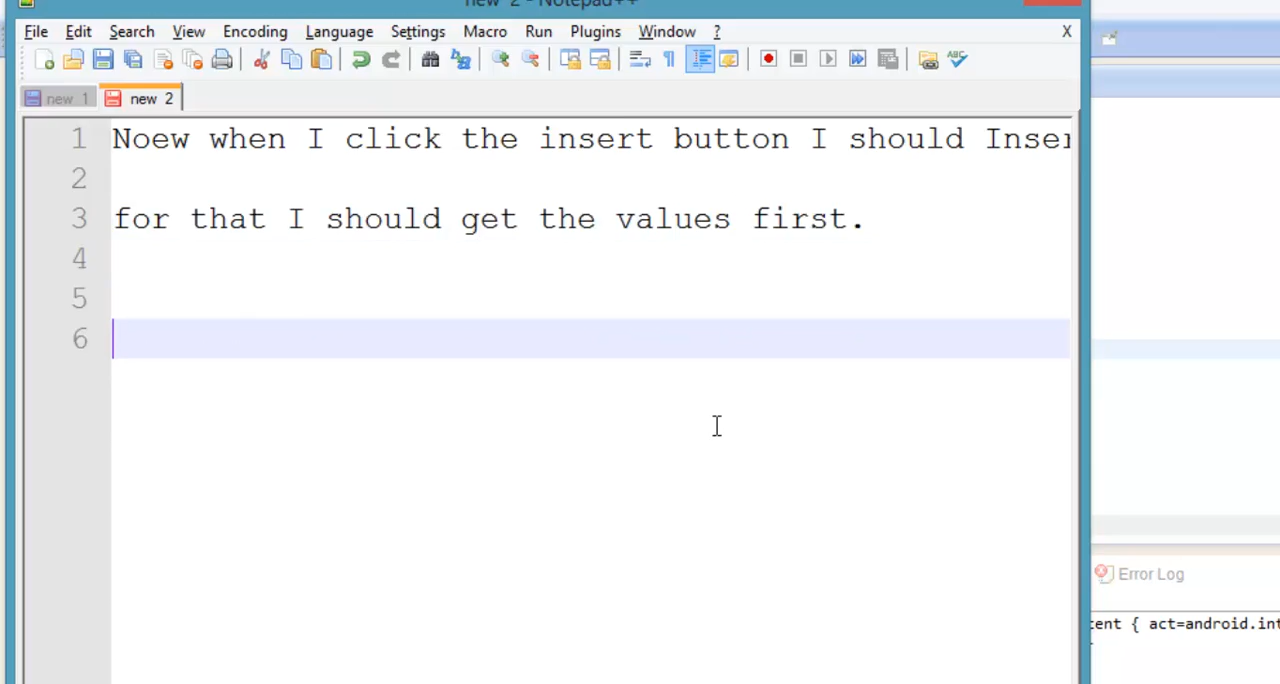 new 2 - Notepad++
File Edit Search View Encoding Language Settings Macro Run Plugins Window ? X
new 1 new 2
1 Noew when I click the insert button I should Inser
2
3 for that I should get the values first.
4
5
6
Error Log
tent { act=android.int